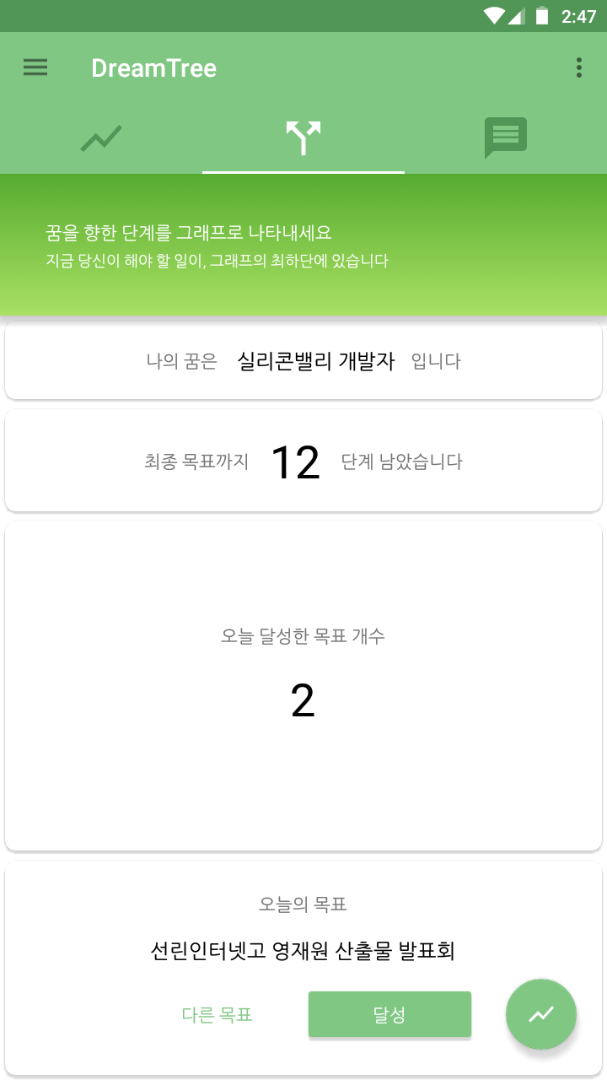 2:47
DreamTree
꿈을 향한 단계를 그래프로 나타내세요
지금 당신이 해야 할 일이, 그래프의 최하단에 있습니다
나의 꿈은 실리콘밸리 개발자 입니다
최종 목표까지 12 단계 남았습니다
오늘 달성한 목표 개수
2
오늘의 목표
선린인터넷고 영재원 산출물 발표회
다른 목표 달성